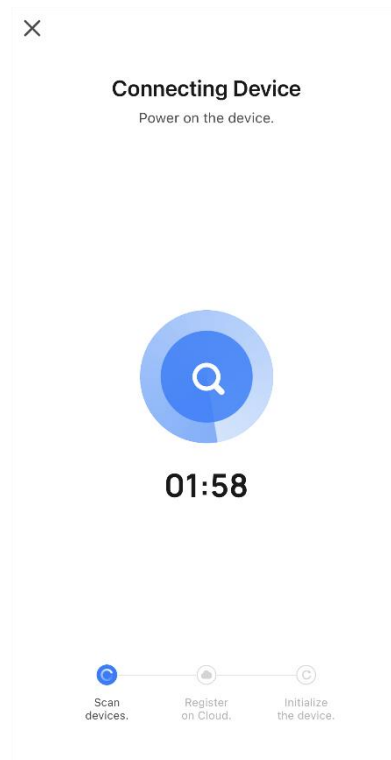 Connecting Device
Power on the device.
01:58
Scan
devices.
Register
on Cloud.
Initialize
the device.